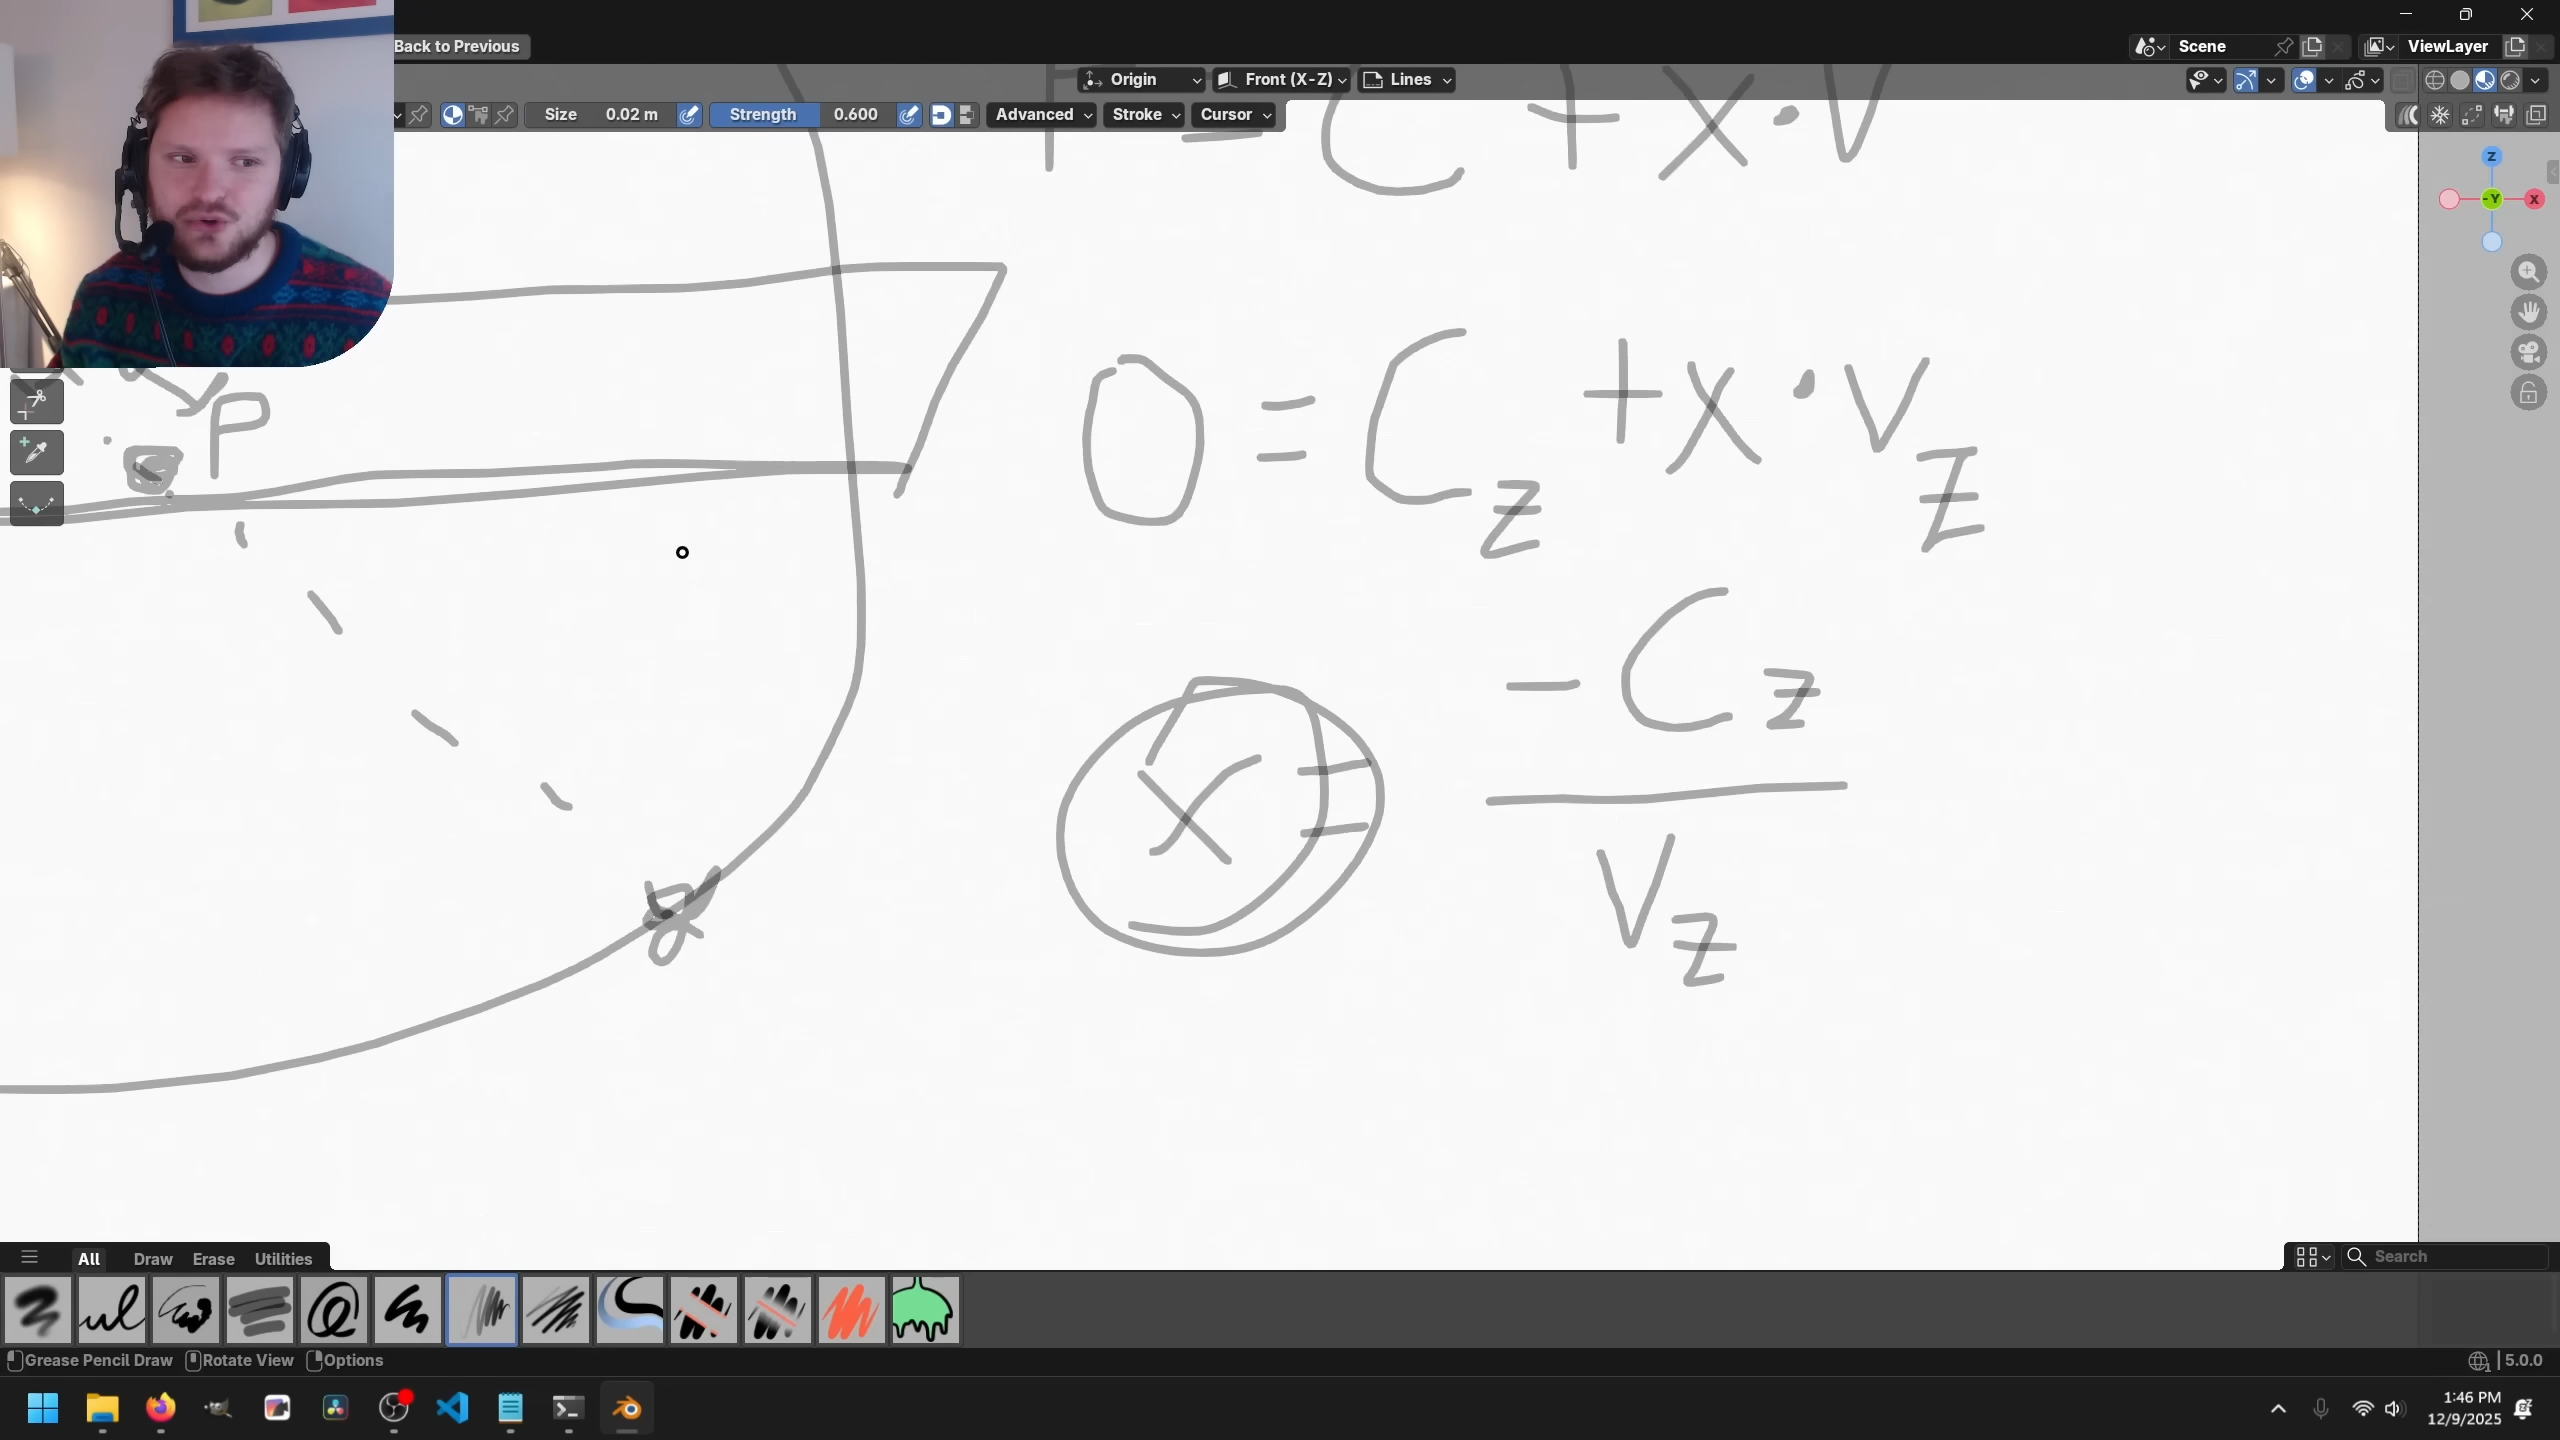 Back to Previous
Scene
ViewLayer
Origin
Front (X-Z)
Lines
Size 0.02 m
Strength 0.600
Advanced
Stroke
Cursor
P = C + X · V
Z
-Y
X
P
0 = Cz + X · Vz
- Cz
X =
Vz
All
Draw
Erase
Utilities
Search
Grease Pencil Draw
Rotate View
Options
5.0.0
1:46 PM
12/9/2025